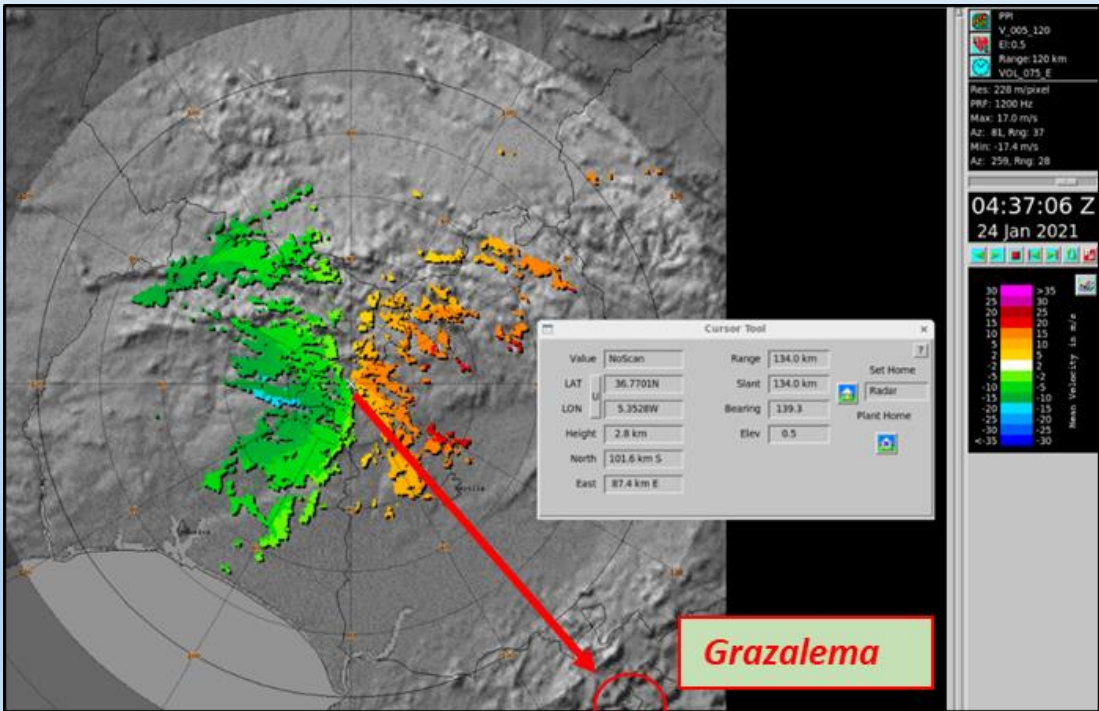 PPI
V_005_120
El:0.5
Range:120 km
VOL_075_E
Res: 228 m/pixel
PRF: 1200 Hz
Max: 17.0 m/s
Az:  81, Rng: 37
Min: -17.4 m/s
Az: 259, Rng: 28
04:37:06 Z
24 Jan 2021
30 >35
25 30
20 25
15 20
10 15
5 10
2 5
-2 2
-5 -2
-10 -5
-15 -10
-20 -15
-25 -20
-30 -25
<-35 -30
Mean Velocity in m/s
Cursor Tool
?
Value NoScan Range 134.0 km
Set Home
LAT 36.7701N Slant 134.0 km
U
Radar
LON 5.3528W Bearing 139.3
Plant Home
Height 2.8 km Elev 0.5
North 101.6 km S
East 87.4 km E
Grazalema